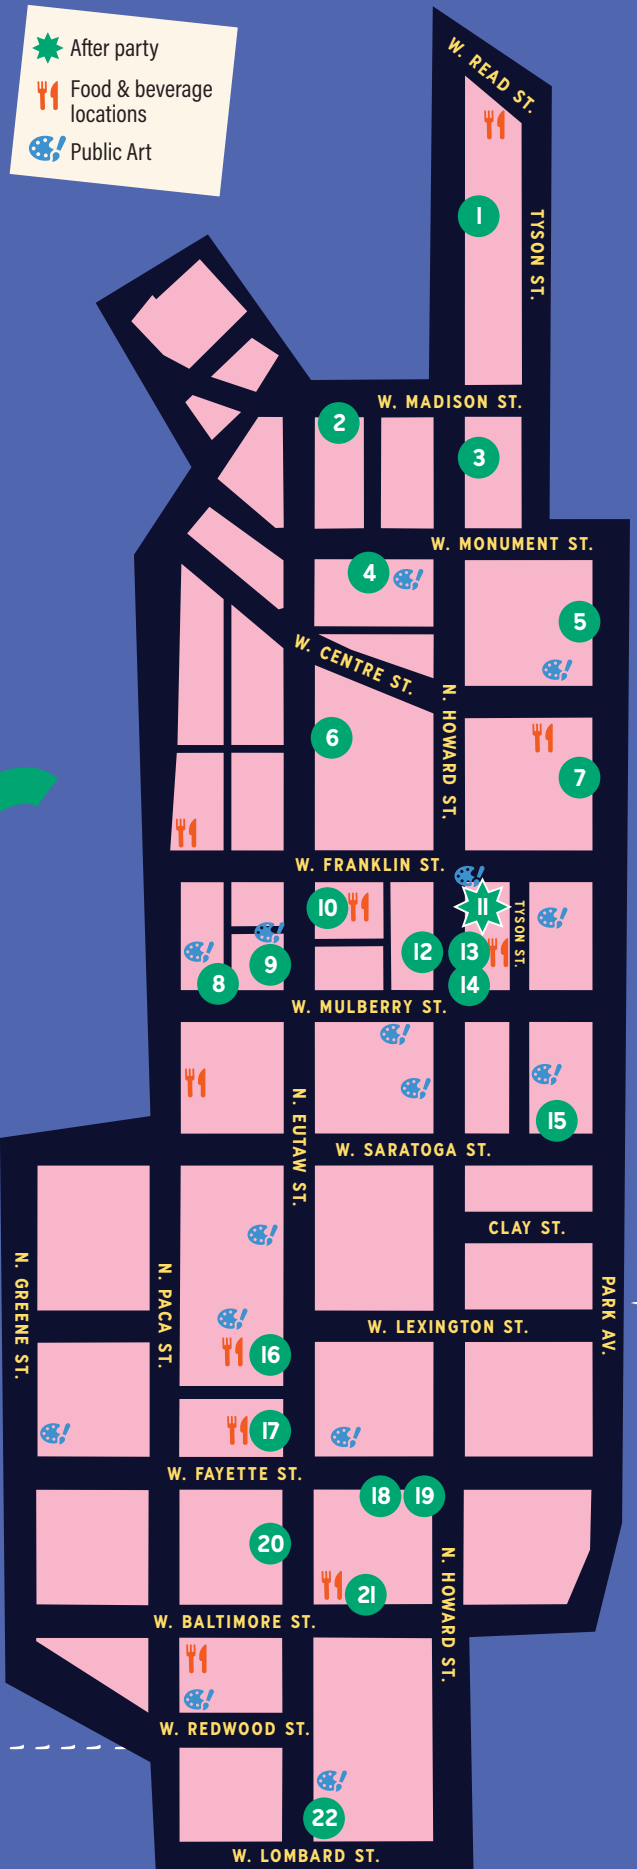 After party
Food & beverage
locations
Public Art
W. READ ST.
1
TYSON ST.
W. MADISON ST.
2
3
W. MONUMENT ST.
4
5
W. CENTRE ST.
N. HOWARD ST.
6
7
W. FRANKLIN ST.
10
11
TYSON ST.
12
13
9
8
14
W. MULBERRY ST.
N. EUTAW ST.
15
W. SARATOGA ST.
CLAY ST.
N. GREENE ST.
N. PACA ST.
PARK AV.
W. LEXINGTON ST.
16
17
W. FAYETTE ST.
18
19
20
N. HOWARD ST.
21
W. BALTIMORE ST.
W. REDWOOD ST.
22
W. LOMBARD ST.